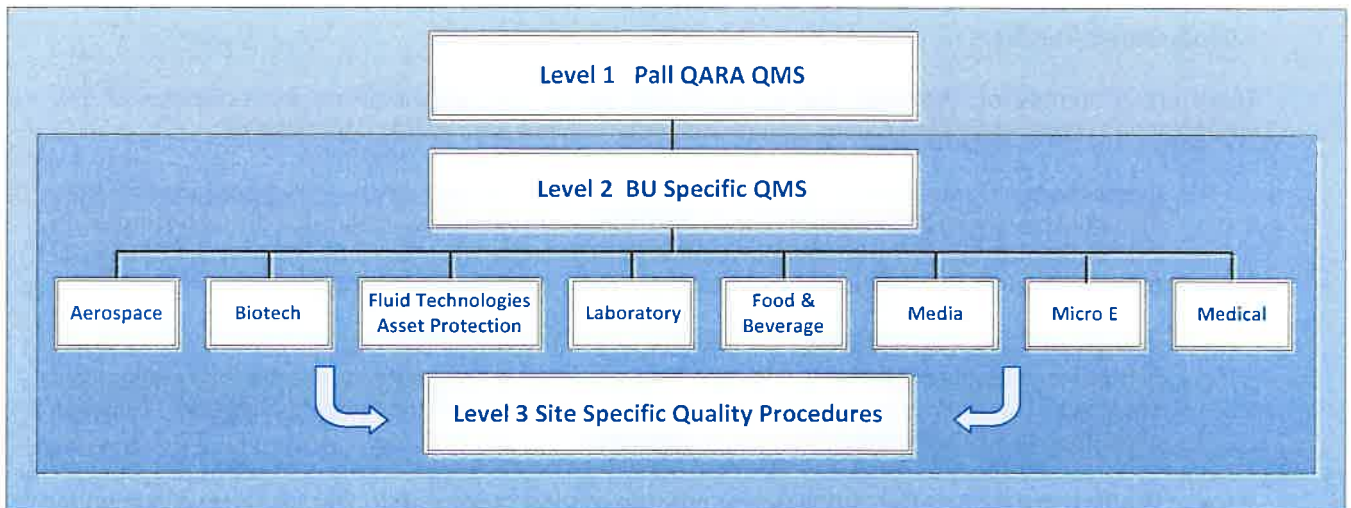 Level 1 Pall QARA QMS
Level 2 BU Specific QMS
Aerospace
Biotech
Fluid Technologies
Asset Protection
Laboratory
Food &
Beverage
Media
Micro E
Medical
Level 3 Site Specific Quality Procedures